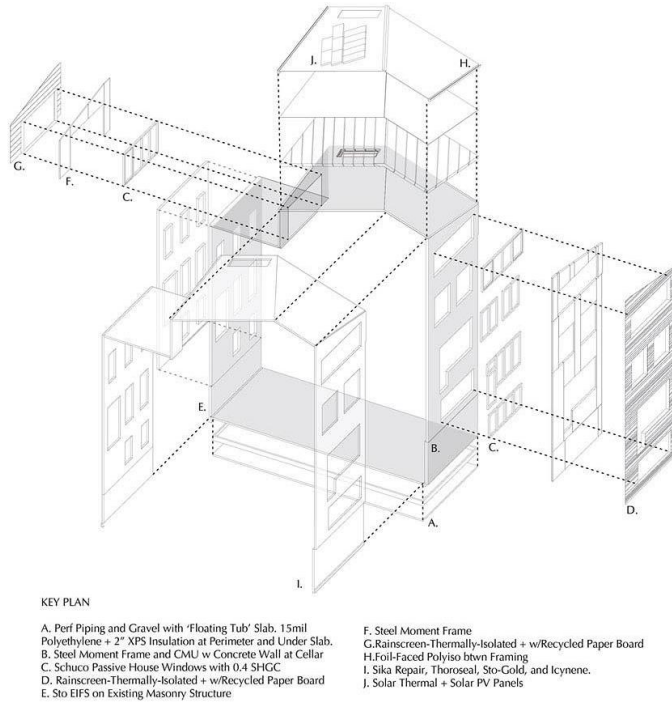 J.
H.
G.
F.
C.
E.
B.
C.
A.
D.
I.
KEY PLAN
A. Perf Piping and Gravel with 'Floating Tub' Slab. 15mil
Polyethylene + 2" XPS Insulation at Perimeter and Under Slab.
B. Steel Moment Frame and CMU w Concrete Wall at Cellar
C. Schuco Passive House Windows with 0.4 SHGC
D. Rainscreen-Thermally-Isolated + w/Recycled Paper Board
E. Sto EIFS on Existing Masonry Structure
F. Steel Moment Frame
G.Rainscreen-Thermally-Isolated + w/Recycled Paper Board
H.Foil-Faced Polyiso btwn Framing
I. Sika Repair, Thoroseal, Sto-Gold, and Icynene.
J. Solar Thermal + Solar PV Panels